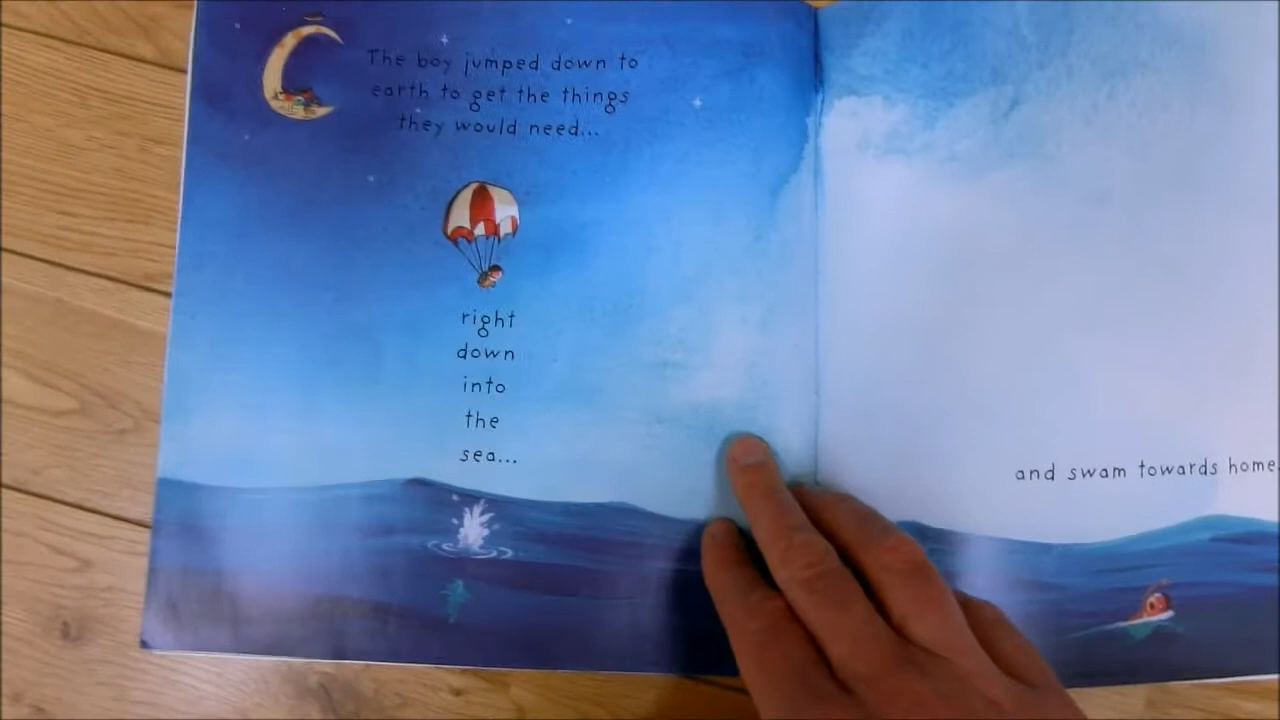 The boy jumped down to
earth to get the things
they would need...
right
down
into
the
sea...
and swam towards home